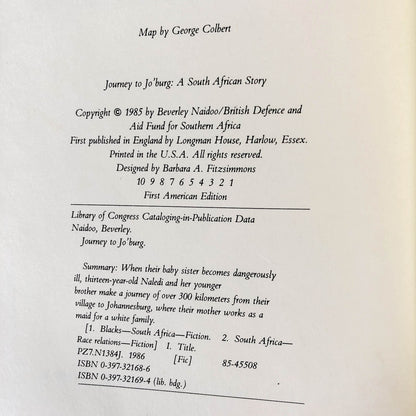 Map by George Colbert
Journey to Jo'burg: A South African Story
Copyright © 1985 by Beverley Naidoo/British Defence and
Aid Fund for Southern Africa
First published in England by Longman House, Harlow, Essex.
Printed in the U.S.A. All rights reserved.
Designed by Barbara A. Fitzsimmons
10 9 8 7 6 5 4 3 2 1
First American Edition
Library of Congress Cataloging-in-Publication Data
Naidoo, Beverley.
Journey to Jo'burg.
Summary: When their baby sister becomes dangerously
ill, thirteen-year-old Naledi and her younger
brother make a journey of over 300 kilometers from their
village to Johannesburg, where their mother works as a
maid for a white family.
[1. Blacks—South Africa—Fiction. 2. South Africa—
Race relations—Fiction] I. Title.
PZ7.N1384J. 1986 [Fic] 85-45508
ISBN 0-397-32168-6
ISBN 0-397-32169-4 (lib. bdg.)